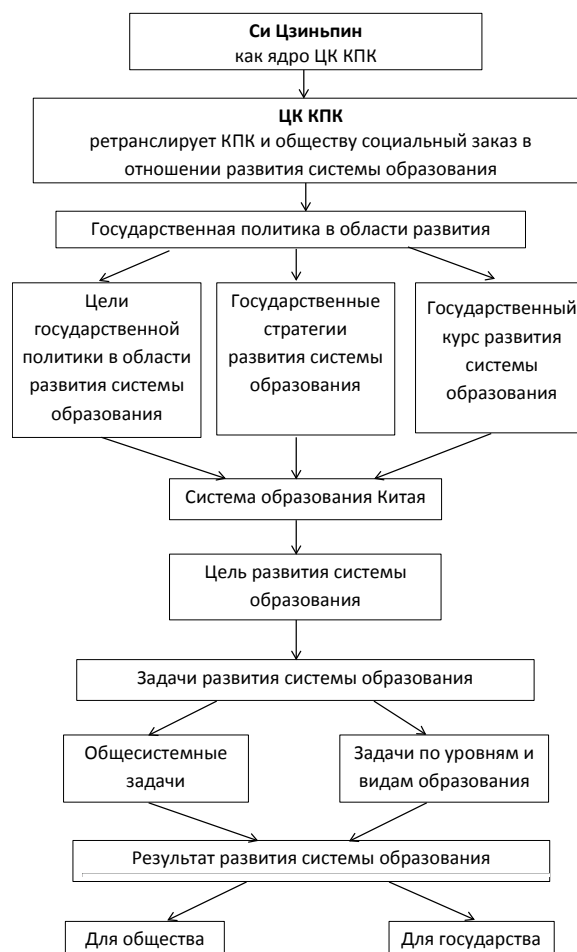 Си Цзиньпин
как ядро ЦК КПК
ЦК КПК
ретранслирует КПК и обществу социальный заказ в
отношении развития системы образования
Государственная политика в области развития
Цели
государственной
политики в области
развития системы
образования
Государственные
стратегии
развития системы
образования
Государственный
курс развития
системы
образования
Система образования Китая
Цель развития системы
образования
Задачи развития системы образования
Общесистемные
задачи
Задачи по уровням и
видам образования
Результат развития системы образования
Для общества
Для государства